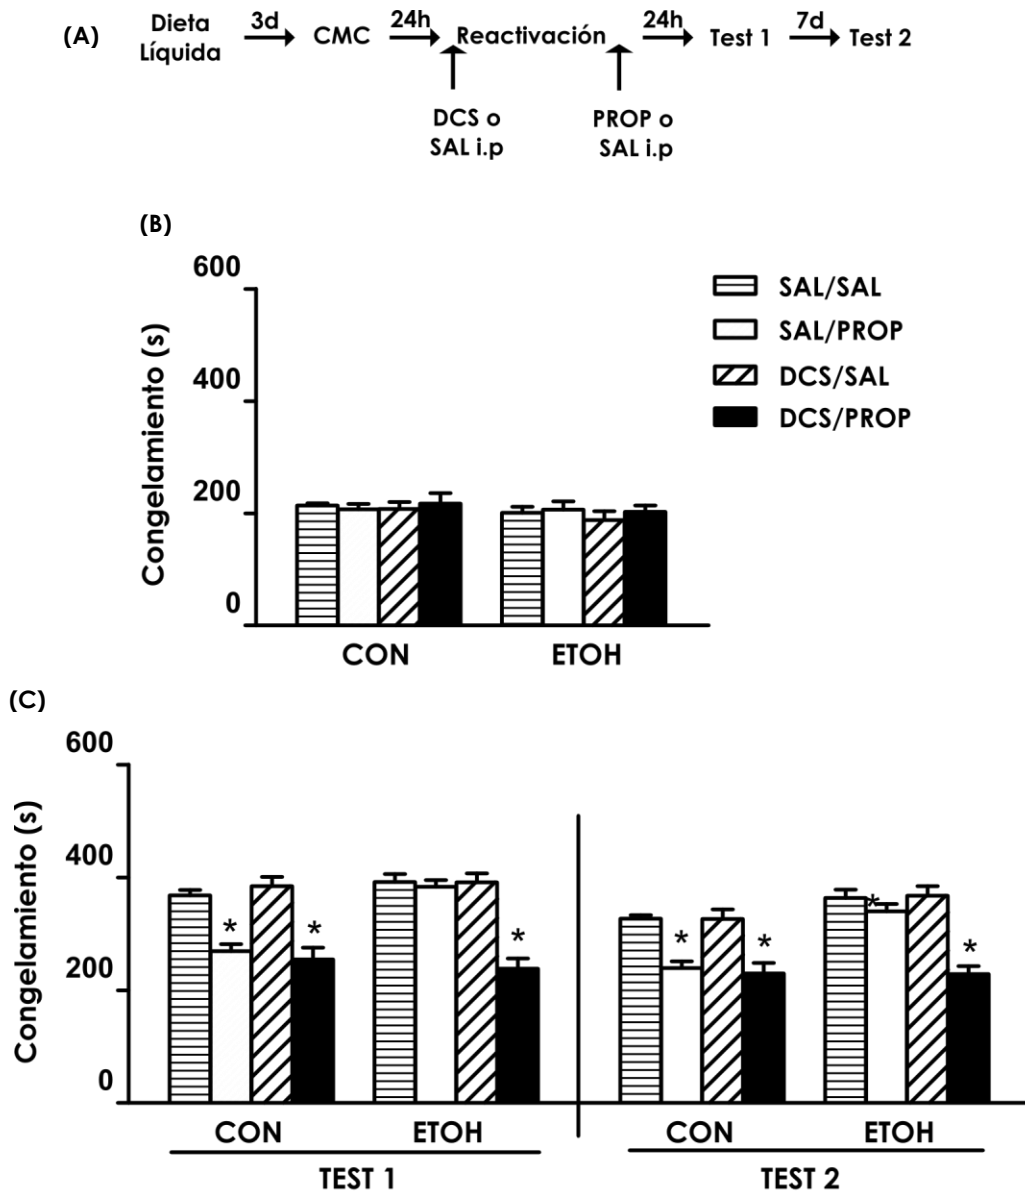 (A)
Dieta Líquida 3d CMC 24h Reactivación 24h Test 1 7d Test 2
DCS o PROP o
SAL i.p SAL i.p
(B)
600
400
200
0
Congelamiento (s)
CON ETOH
SAL/SAL
SAL/PROP
DCS/SAL
DCS/PROP
(C)
600
400
200
0
Congelamiento (s)
* * * * * * *
CON ETOH CON ETOH
TEST 1 TEST 2